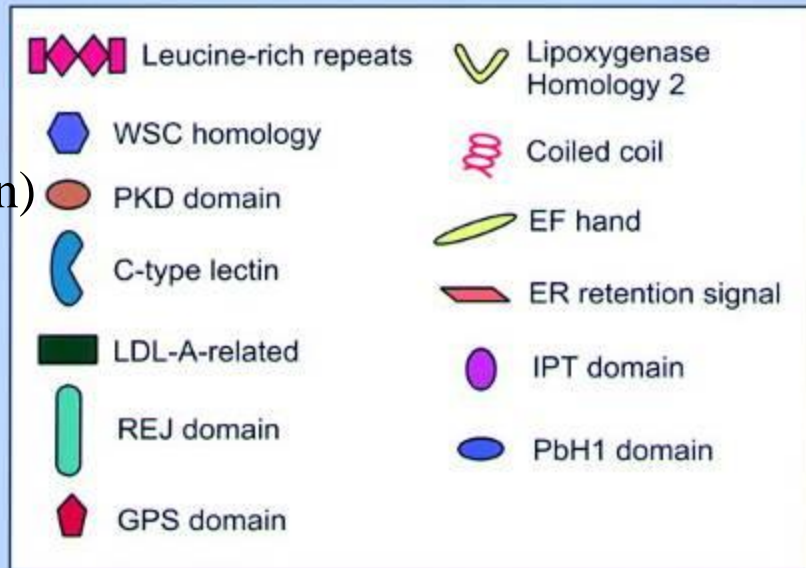 Leucine-rich repeats
WSC homology
n)
PKD domain
C-type lectin
LDL-A-related
REJ domain
GPS domain
Lipoxygenase
Homology 2
Coiled coil
EF hand
ER retention signal
IPT domain
PbH1 domain